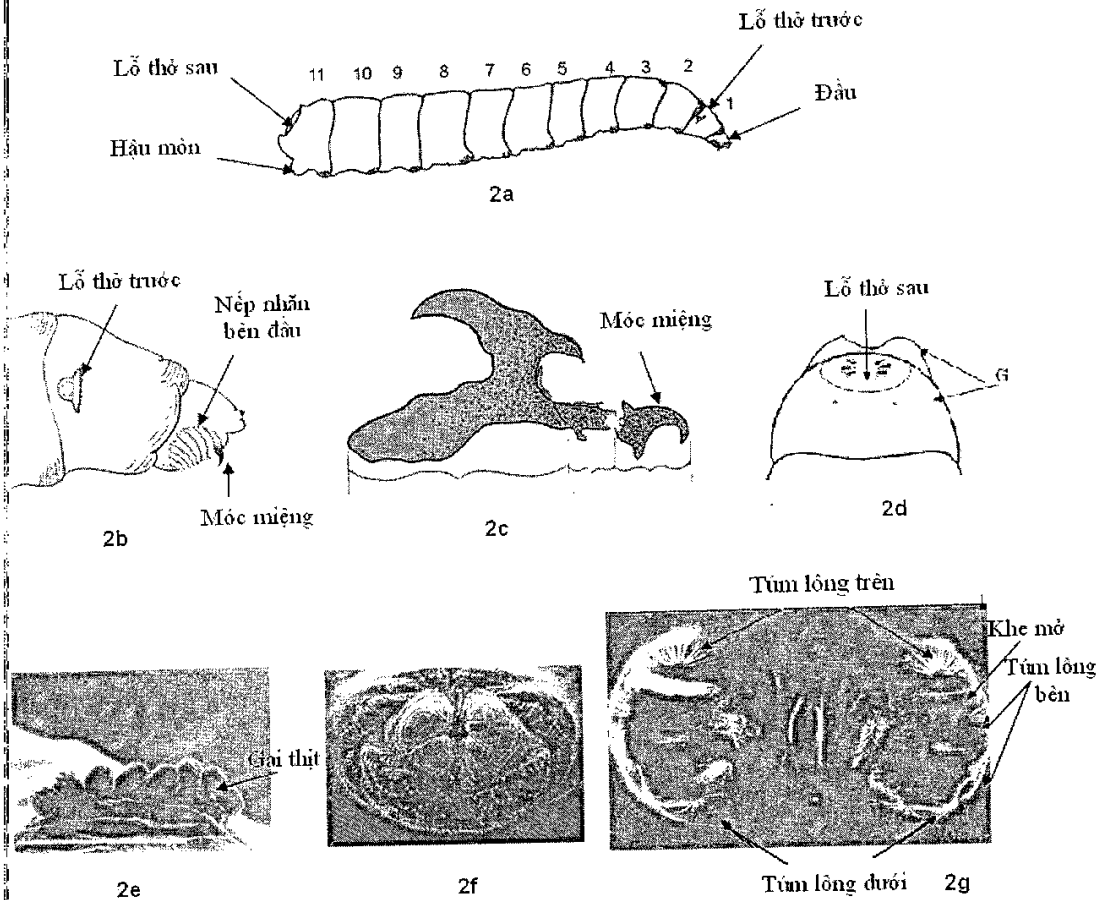 Lỗ thở trước
Lỗ thở sau
11 10 9 8 7 6 5 4 3 2 1
Đầu
Hậu môn
2a
Lỗ thở trước
Nếp nhăn
bên đầu
Móc miệng
2b
Móc miệng
2c
Lỗ thở sau
G
2d
Gai thịt
2e
2f
Túm lông trên
Khe mở
Túm lông
bên
Túm lông dưới
2g